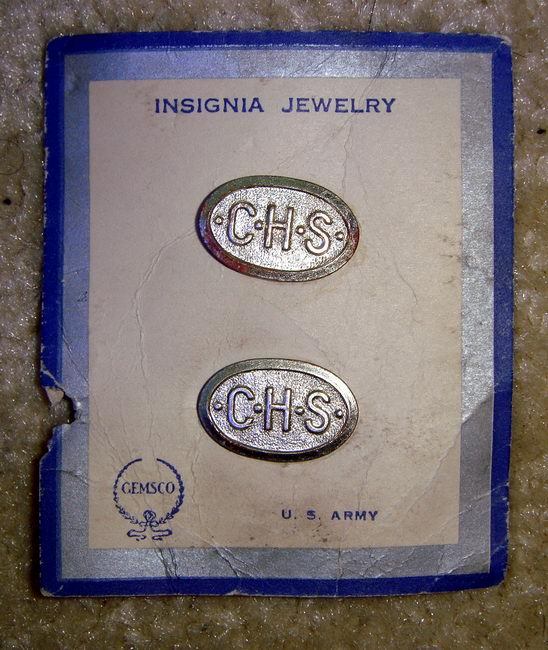 INSIGNIA JEWELRY
·C·H·S·
·C·H·S·
GEMSCO
U. S. ARMY